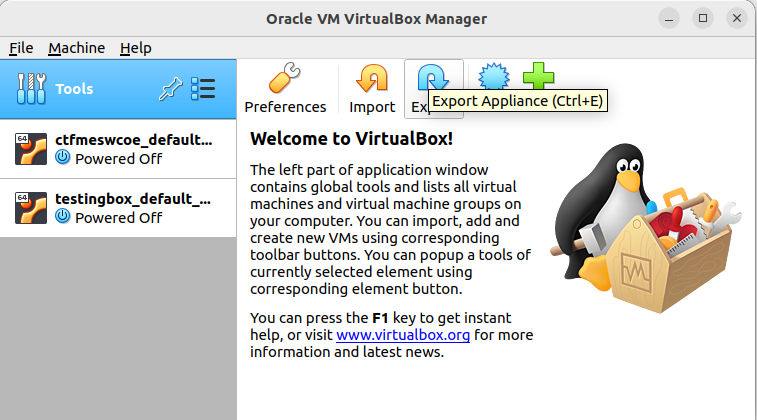 Oracle VM VirtualBox Manager
File Machine Help
Tools
Preferences Import
Export Appliance (Ctrl+E)
64
ctfmeswcoe_default...
Powered Off
64
testingbox_default_...
Powered Off
Welcome to VirtualBox!
The left part of application window
contains global tools and lists all virtual
machines and virtual machine groups on
your computer. You can import, add and
create new VMs using corresponding
toolbar buttons. You can popup a tools of
currently selected element using
corresponding element button.
You can press the F1 key to get instant
help, or visit www.virtualbox.org for more
information and latest news.